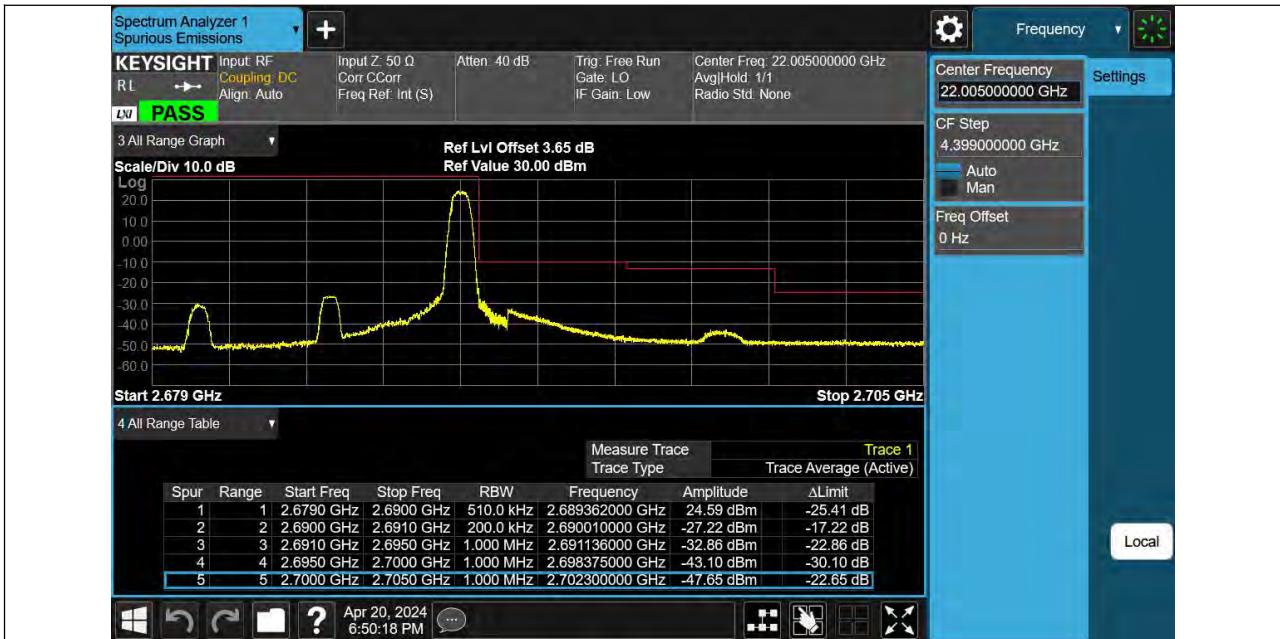 Spectrum Analyzer 1
Spurious Emissions
Frequency
KEYSIGHT
RL
LXI
PASS
Input: RF
Coupling: DC
Align: Auto
Input Z: 50 Ω
Corr CCorr
Freq Ref: Int (S)
Atten: 40 dB
Trig: Free Run
Gate: LO
IF Gain: Low
Center Freq: 22.005000000 GHz
Avg|Hold: 1/1
Radio Std: None
Center Frequency
22.005000000 GHz
Settings
CF Step
4.399000000 GHz
Auto
Man
Freq Offset
0 Hz
Local
3 All Range Graph
Ref Lvl Offset 3.65 dB
Scale/Div 10.0 dB
Ref Value 30.00 dBm
Log
20.0
10.0
0.00
-10.0
-20.0
-30.0
-40.0
-50.0
-60.0
Start 2.679 GHz
Stop 2.705 GHz
4 All Range Table
Measure Trace Trace 1
Trace Type Trace Average (Active)
Spur Range Start Freq Stop Freq RBW Frequency Amplitude ΔLimit
1 1 2.6790 GHz 2.6900 GHz 510.0 kHz 2.689362000 GHz 24.59 dBm -25.41 dB
2 2 2.6900 GHz 2.6910 GHz 200.0 kHz 2.690010000 GHz -27.22 dBm -17.22 dB
3 3 2.6910 GHz 2.6950 GHz 1.000 MHz 2.691136000 GHz -32.86 dBm -22.86 dB
4 4 2.6950 GHz 2.7000 GHz 1.000 MHz 2.698375000 GHz -43.10 dBm -30.10 dB
5 5 2.7000 GHz 2.7050 GHz 1.000 MHz 2.702300000 GHz -47.65 dBm -22.65 dB
?
Apr 20, 2024
6:50:18 PM